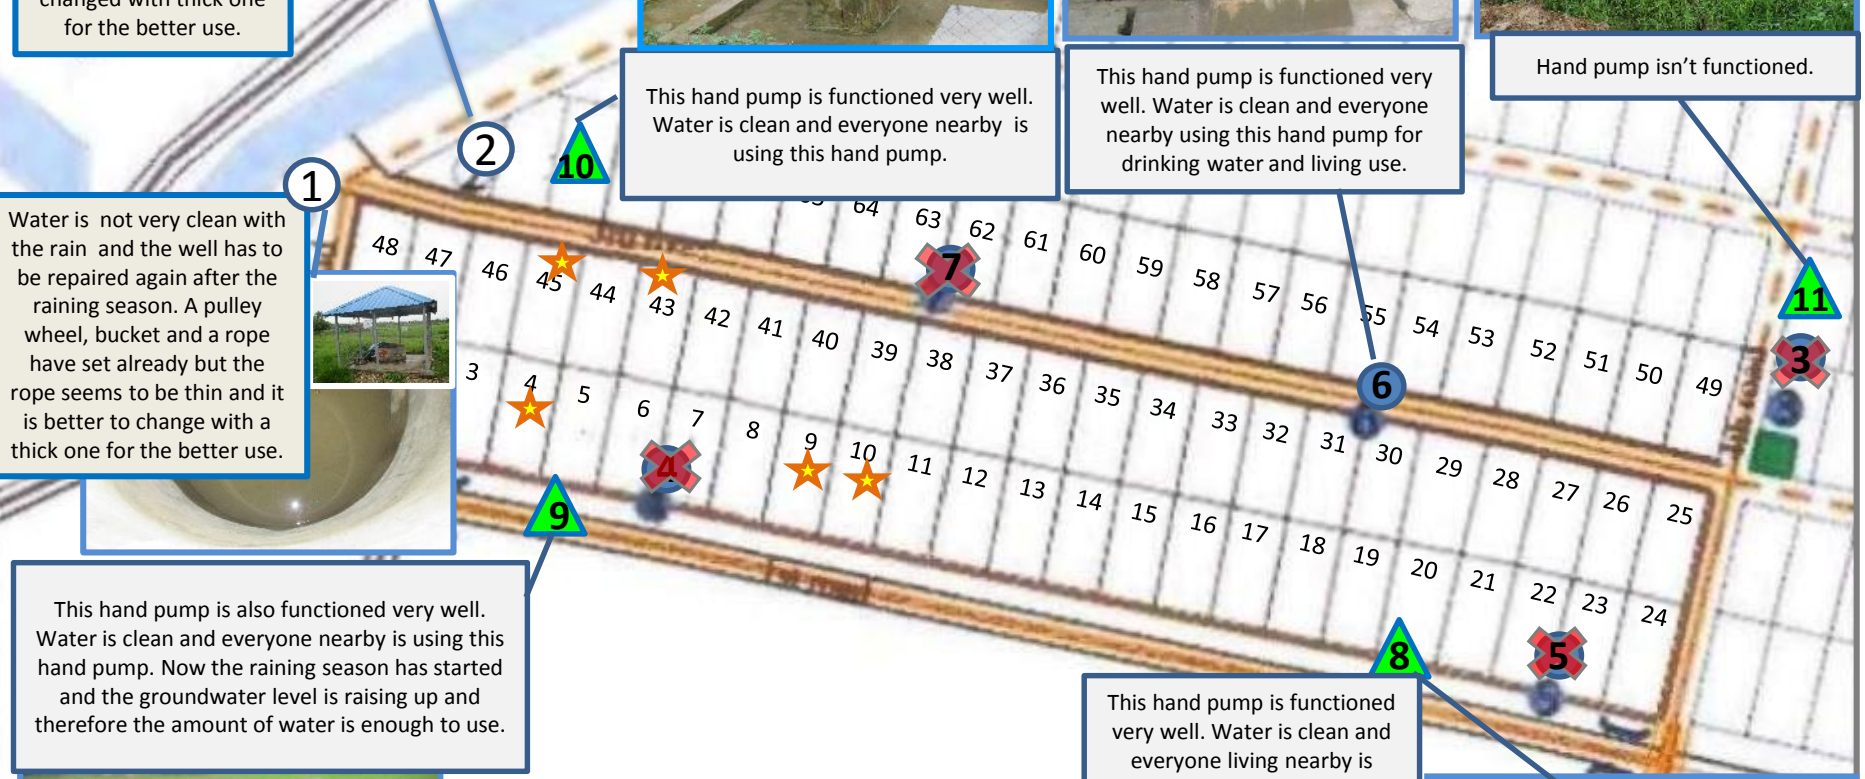 changed with thick one
for the better use.
This hand pump is functioned very well.
Water is clean and everyone nearby is
using this hand pump.
This hand pump is functioned very
well. Water is clean and everyone
nearby using this hand pump for
drinking water and living use.
Hand pump isn't functioned.
2
10
1
Water is not very clean with
the rain and the well has to
be repaired again after the
raining season. A pulley
wheel, bucket and a rope
have set already but the
rope seems to be thin and it
is better to change with a
thick one for the better use.
64
63
62
61
60
59
58
57
56
55
54
53
52
51
50
49
48
47
46
45
44
43
42
41
40
39
38
37
36
35
34
33
32
31
30
29
28
27
26
25
3
4
5
6
7
8
9
10
11
12
13
14
15
16
17
18
19
20
21
22
23
24
7
6
11
3
4
9
8
5
This hand pump is also functioned very well.
Water is clean and everyone nearby is using this
hand pump. Now the raining season has started
and the groundwater level is raising up and
therefore the amount of water is enough to use.
This hand pump is functioned
very well. Water is clean and
everyone living nearby is